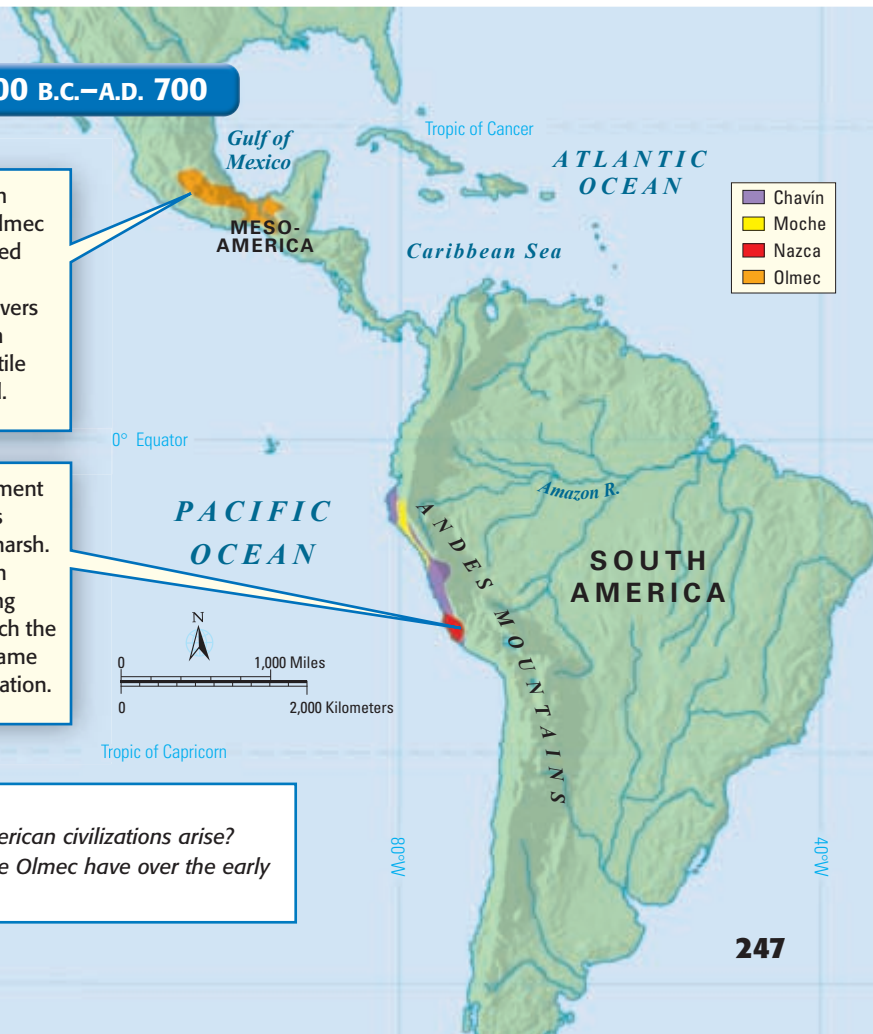 00 B.C.–A.D. 700
Gulf of
Mexico
Tropic of Cancer
ATLANTIC
OCEAN
Chavín
Moche
Nazca
Olmec
n
lmec
ed
vers
n
tile
MESO-
AMERICA
Caribbean Sea
0° Equator
ment
s
harsh.
n
ng
ch the
ame
ation.
PACIFIC
OCEAN
Amazon R.
ANDES MOUNTAINS
SOUTH
AMERICA
N
0 1,000 Miles
0 2,000 Kilometers
Tropic of Capricorn
erican civilizations arise?
e Olmec have over the early
80°W
40°W
247